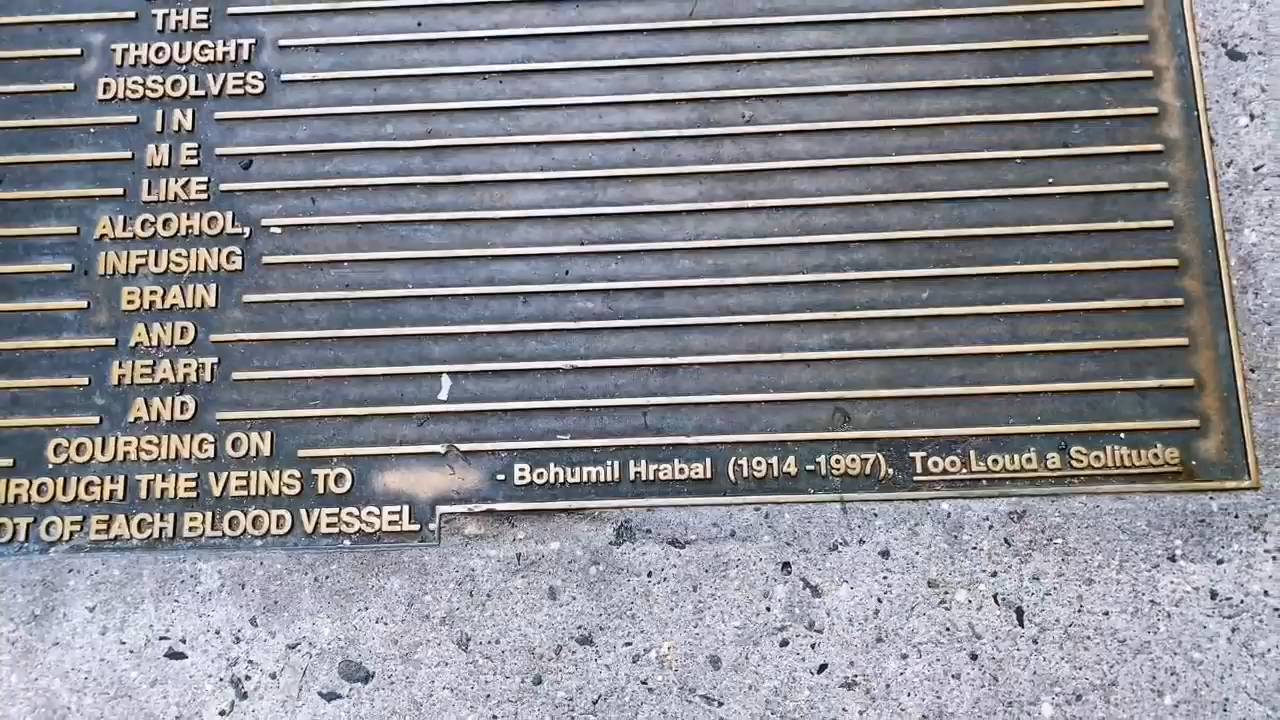 THE
THOUGHT
DISSOLVES
IN
ME
LIKE
ALCOHOL,
INFUSING
BRAIN
AND
HEART
AND
COURSING ON
THE VEINS TO
OF EACH BLOOD VESSEL.
- Bohumil Hrabal (1914 -1997), Too Loud a Solitude